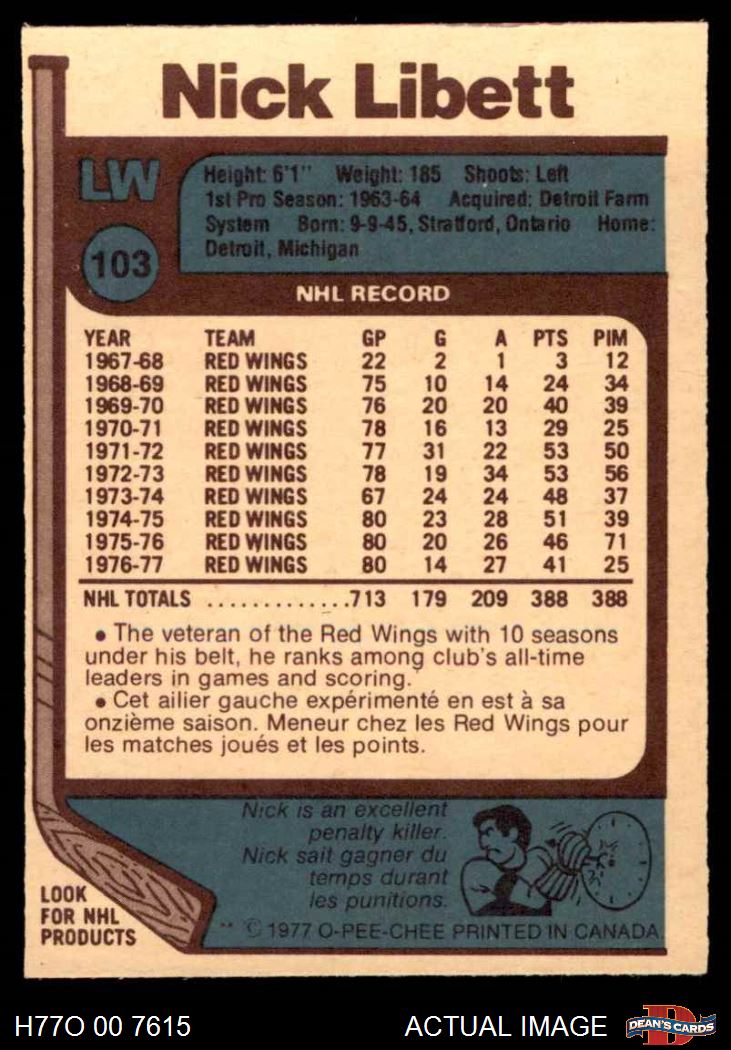 Nick Libett
LW
Height: 6'1" Weight: 185 Shoots: Left
1st Pro Season: 1963-64 Acquired: Detroit Farm
System Born: 9-9-45, Stratford, Ontario Home:
Detroit, Michigan
103
NHL RECORD
YEAR TEAM GP G A PTS PIM
1967-68 RED WINGS 22 2 1 3 12
1968-69 RED WINGS 75 10 14 24 34
1969-70 RED WINGS 76 20 20 40 39
1970-71 RED WINGS 78 16 13 29 25
1971-72 RED WINGS 77 31 22 53 50
1972-73 RED WINGS 78 19 34 53 56
1973-74 RED WINGS 67 24 24 48 37
1974-75 RED WINGS 80 23 28 51 39
1975-76 RED WINGS 80 20 26 46 71
1976-77 RED WINGS 80 14 27 41 25
NHL TOTALS .............713 179 209 388 388
• The veteran of the Red Wings with 10 seasons
under his belt, he ranks among club's all-time
leaders in games and scoring.
• Cet ailier gauche expérimenté en est à sa
onzième saison. Meneur chez les Red Wings pour
les matches joués et les points.
Nick is an excellent
penalty killer.
Nick sait gagner du
temps durant
les punitions.
LOOK
FOR NHL
PRODUCTS
** © 1977 O-PEE-CHEE PRINTED IN CANADA
H77O 00 7615
ACTUAL IMAGE
D
DEAN'S CARDS